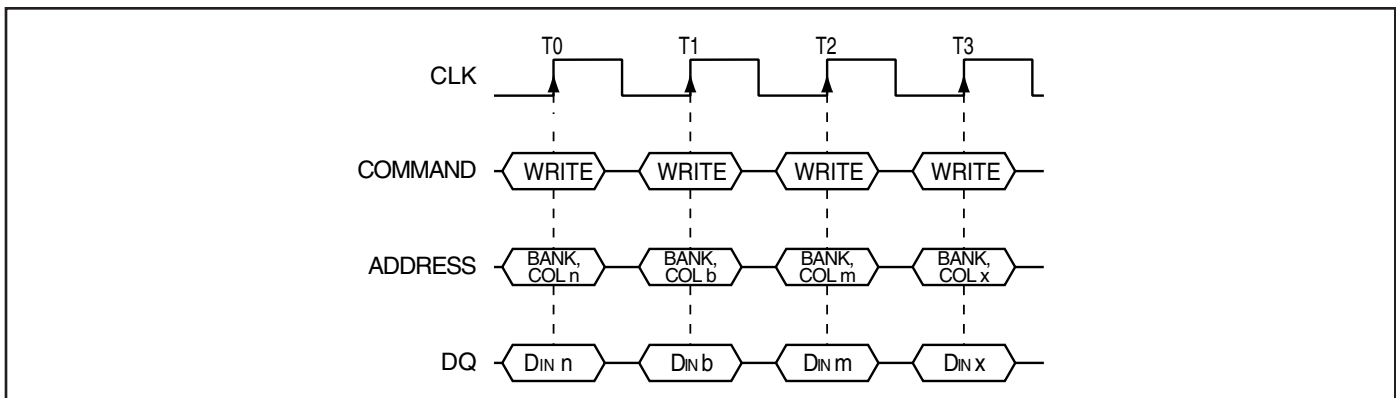 T0 T1 T2 T3
CLK
COMMAND WRITE WRITE WRITE WRITE
ADDRESS BANK, BANK, BANK, BANK,
COL n COL b COL m COL x
DQ DIN n DIN b DIN m DIN x